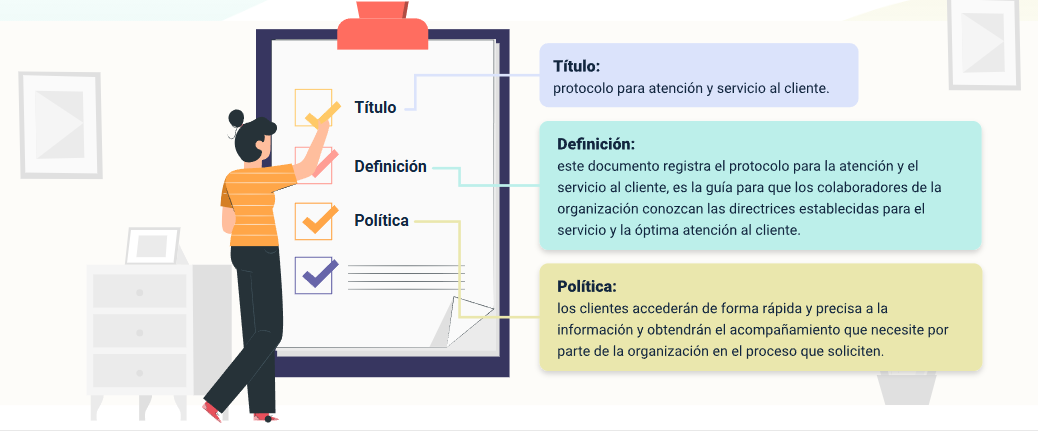 Título
Definición
Política
Título:
protocolo para atención y servicio al cliente.
Definición:
este documento registra el protocolo para la atención y el
servicio al cliente, es la guía para que los colaboradores de la
organización conozcan las directrices establecidas para el
servicio y la óptima atención al cliente.
Política:
los clientes accederán de forma rápida y precisa a la
información y obtendrán el acompañamiento que necesite por
parte de la organización en el proceso que soliciten.